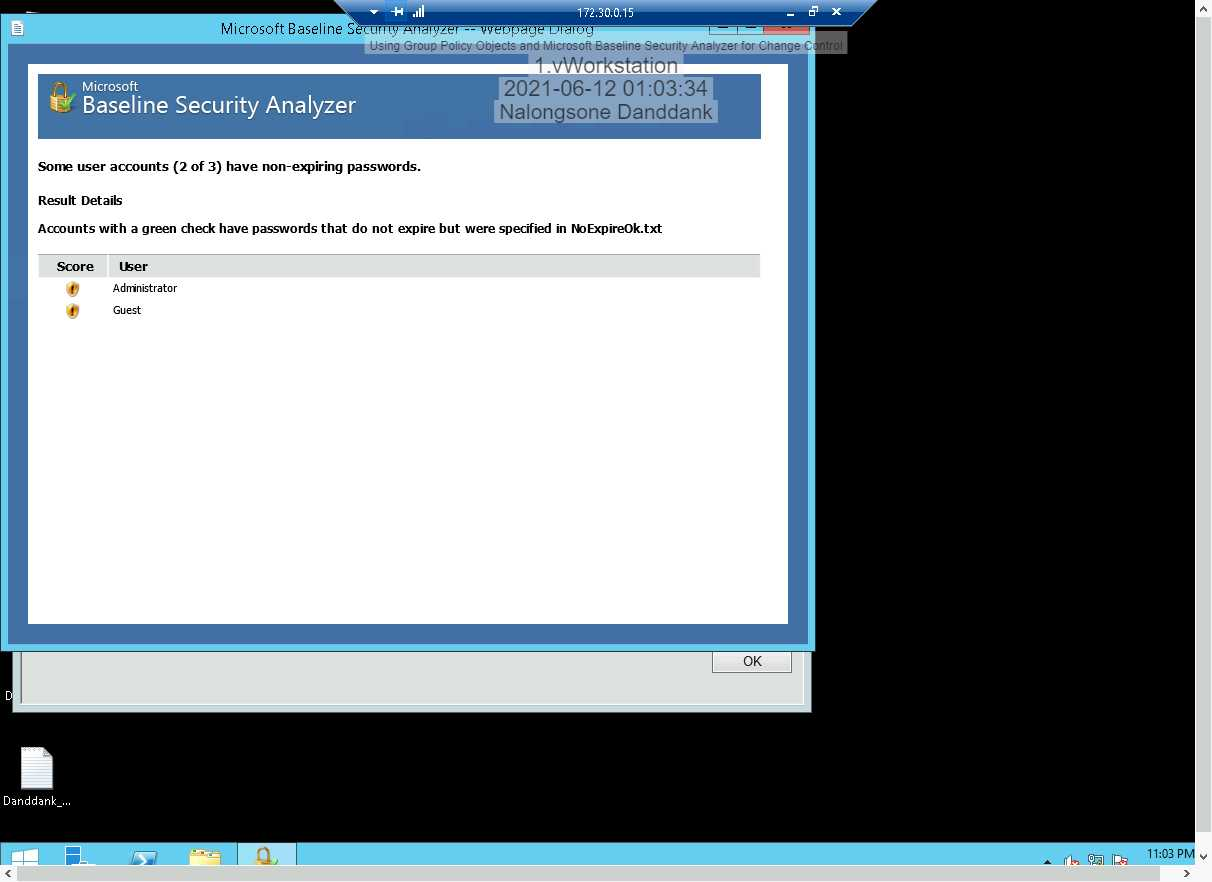 172.30.0.15
Microsoft Baseline Security Analyzer -- Webpage Dialog
Using Group Policy Objects and Microsoft Baseline Security Analyzer for Change Control
1.vWorkstation
2021-06-12 01:03:34
Nalongsone Danddank
Microsoft
Baseline Security Analyzer
Some user accounts (2 of 3) have non-expiring passwords.
Result Details
Accounts with a green check have passwords that do not expire but were specified in NoExpireOk.txt
Score User
Administrator
Guest
OK
D
Danddank_...
11:03 PM